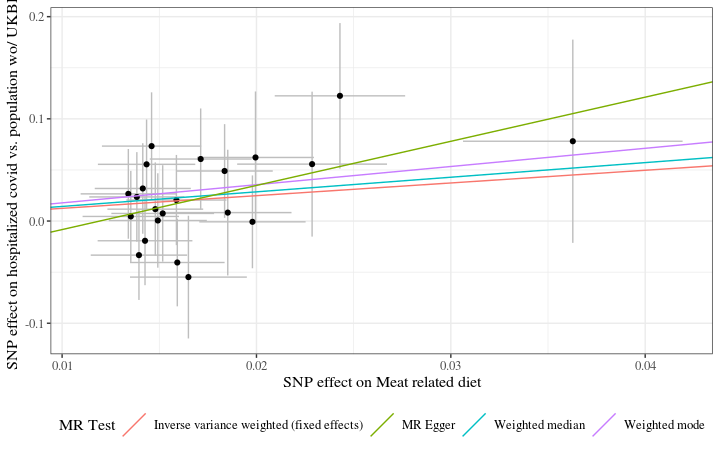 SNP effect on hospitalized covid vs. population wo/ UKBB
0.2
0.1
0.0
-0.1
0.01
0.02
0.03
0.04
SNP effect on Meat related diet
MR Test
Inverse variance weighted (fixed effects)
MR Egger
Weighted median
Weighted mode